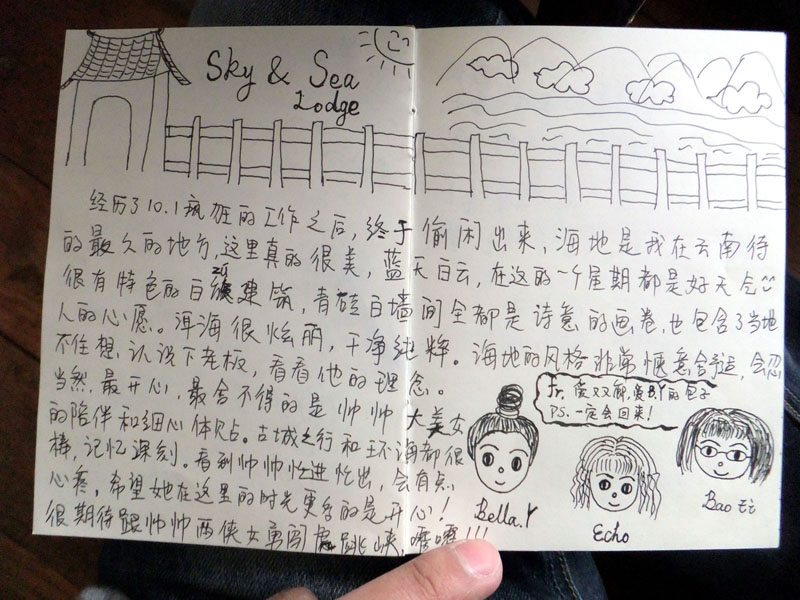 Sky & Sea
Lodge
经历了10.1疯狂的工作之后,终于偷闲出来,海地是我在云南待
的最久的地方,这里真的很美,蓝天白云,在这的一个星期都是好天
zu
很有特色的白族建筑,青砖白墙间全都是诗意的画卷,也包含了当地
人的心愿。洱海很炫丽,干净纯粹。海地的风格非常惬意舒适,会忍
不住想认识下老板,看看他的理念。
当然,最开心,最舍不得的是帅帅大美女
的陪伴和细心体贴。古城之行和环海都很
棒,记忆深刻。看到帅帅忙进忙出,会有点
心疼,希望她在这里的时光更多的是开心!
很期待跟帅帅两侠女勇闯虎跳峡,嘿嘿!!!
fr. 爱双廊,爱 的包子
PS.一定会回来!
Bella.Y
Echo
Bao